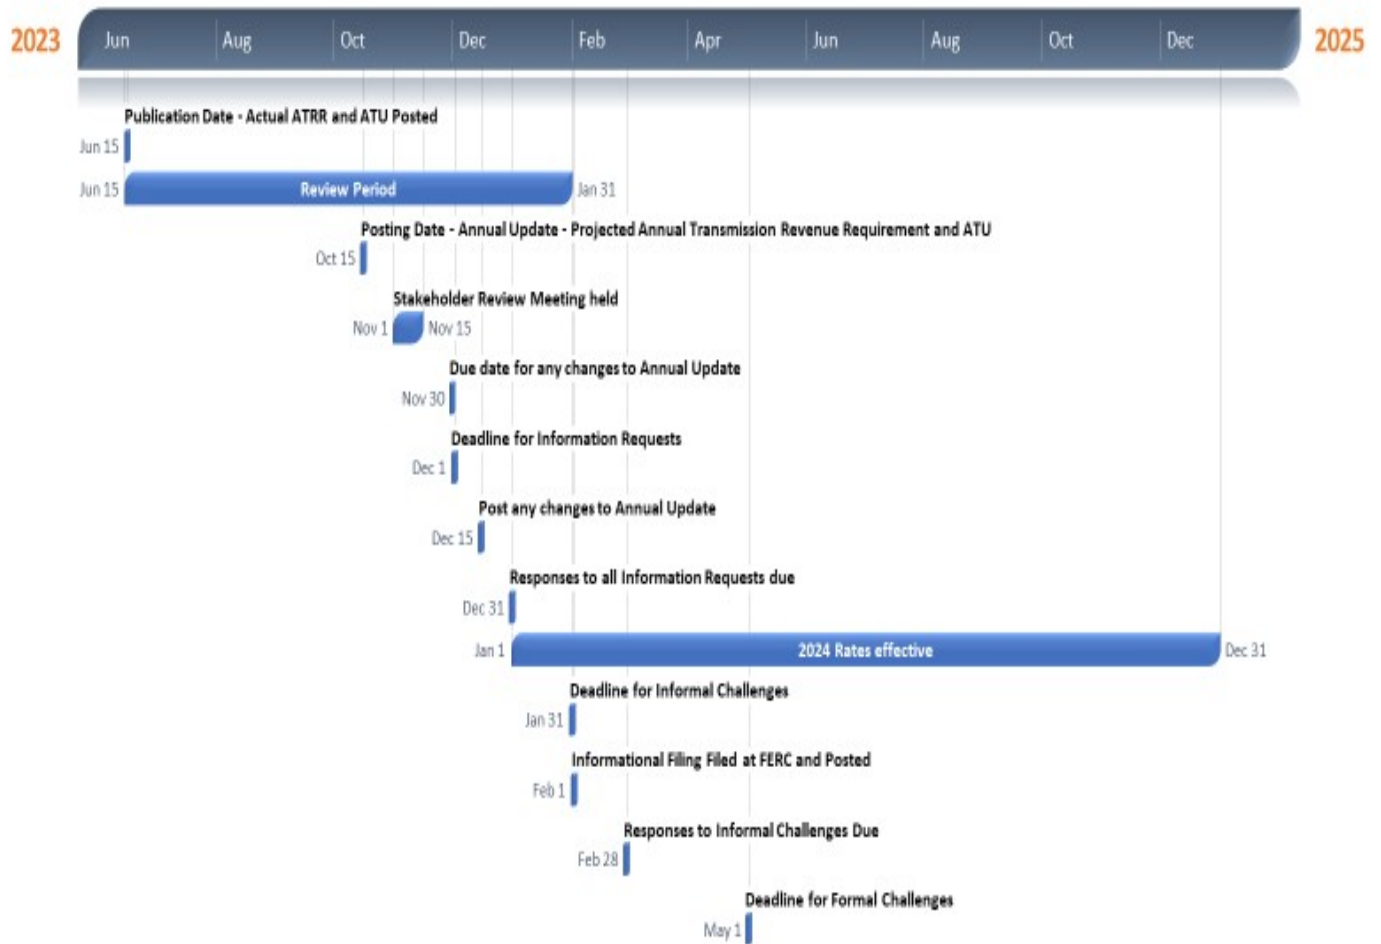 2023 Jun Aug Oct Dec Feb Apr Jun Aug Oct Dec 2025
Publication Date - Actual ATRR and ATU Posted
Jun 15
Jun 15 Review Period Jan 31
Posting Date - Annual Update - Projected Annual Transmission Revenue Requirement and ATU
Oct 15
Stakeholder Review Meeting held
Nov 1 Nov 15
Due date for any changes to Annual Update
Nov 30
Deadline for Information Requests
Dec 1
Post any changes to Annual Update
Dec 15
Responses to all Information Requests due
Dec 31
Jan 1 2024 Rates effective Dec 31
Deadline for Informal Challenges
Jan 31
Informational Filing Filed at FERC and Posted
Feb 1
Responses to Informal Challenges Due
Feb 28
Deadline for Formal Challenges
May 1